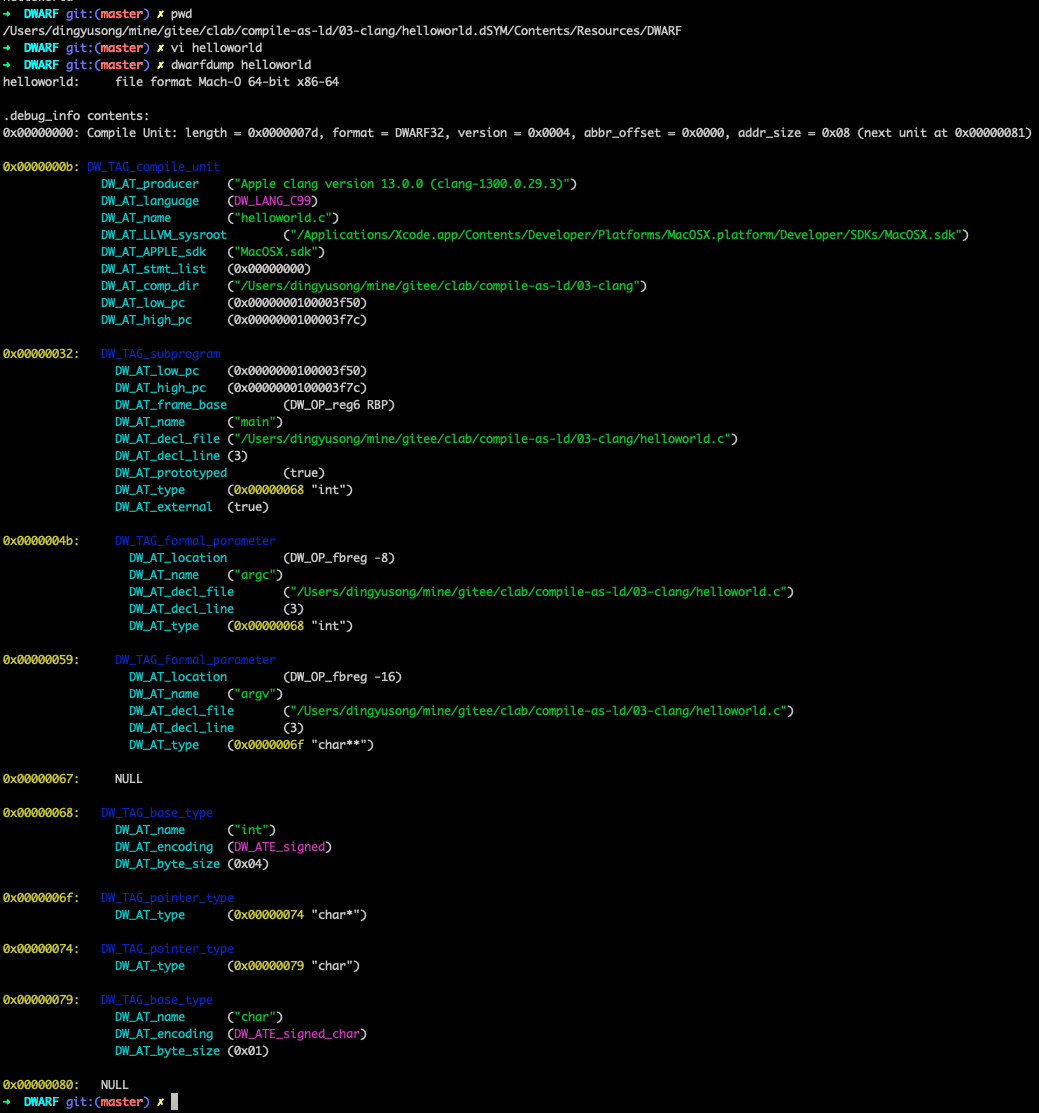 ➜  DWARF git:(master) ✗ pwd
/Users/dingyusong/mine/gitee/clab/compile-as-ld/03-clang/helloworld.dSYM/Contents/Resources/DWARF
➜  DWARF git:(master) ✗ vi helloworld
➜  DWARF git:(master) ✗ dwarfdump helloworld
helloworld:     file format Mach-O 64-bit x86-64
.debug_info contents:
0x00000000: Compile Unit: length = 0x0000007d, format = DWARF32, version = 0x0004, abbr_offset = 0x0000, addr_size = 0x08 (next unit at 0x00000081)
0x0000000b: DW_TAG_compile_unit
              DW_AT_producer    ("Apple clang version 13.0.0 (clang-1300.0.29.3)")
              DW_AT_language    (DW_LANG_C99)
              DW_AT_name        ("helloworld.c")
              DW_AT_LLVM_sysroot        ("/Applications/Xcode.app/Contents/Developer/Platforms/MacOSX.platform/Developer/SDKs/MacOSX.sdk")
              DW_AT_APPLE_sdk   ("MacOSX.sdk")
              DW_AT_stmt_list   (0x00000000)
              DW_AT_comp_dir    ("/Users/dingyusong/mine/gitee/clab/compile-as-ld/03-clang")
              DW_AT_low_pc      (0x0000000100003f50)
              DW_AT_high_pc     (0x0000000100003f7c)
0x00000032:   DW_TAG_subprogram
                DW_AT_low_pc    (0x0000000100003f50)
                DW_AT_high_pc   (0x0000000100003f7c)
                DW_AT_frame_base        (DW_OP_reg6 RBP)
                DW_AT_name      ("main")
                DW_AT_decl_file ("/Users/dingyusong/mine/gitee/clab/compile-as-ld/03-clang/helloworld.c")
                DW_AT_decl_line (3)
                DW_AT_prototyped        (true)
                DW_AT_type      (0x00000068 "int")
                DW_AT_external  (true)
0x0000004b:     DW_TAG_formal_parameter
                  DW_AT_location        (DW_OP_fbreg -8)
                  DW_AT_name    ("argc")
                  DW_AT_decl_file       ("/Users/dingyusong/mine/gitee/clab/compile-as-ld/03-clang/helloworld.c")
                  DW_AT_decl_line       (3)
                  DW_AT_type    (0x00000068 "int")
0x00000059:     DW_TAG_formal_parameter
                  DW_AT_location        (DW_OP_fbreg -16)
                  DW_AT_name    ("argv")
                  DW_AT_decl_file       ("/Users/dingyusong/mine/gitee/clab/compile-as-ld/03-clang/helloworld.c")
                  DW_AT_decl_line       (3)
                  DW_AT_type    (0x0000006f "char**")
0x00000067:     NULL
0x00000068:   DW_TAG_base_type
                DW_AT_name      ("int")
                DW_AT_encoding  (DW_ATE_signed)
                DW_AT_byte_size (0x04)
0x0000006f:   DW_TAG_pointer_type
                DW_AT_type      (0x00000074 "char*")
0x00000074:   DW_TAG_pointer_type
                DW_AT_type      (0x00000079 "char")
0x00000079:   DW_TAG_base_type
                DW_AT_name      ("char")
                DW_AT_encoding  (DW_ATE_signed_char)
                DW_AT_byte_size (0x01)
0x00000080:   NULL
➜  DWARF git:(master) ✗